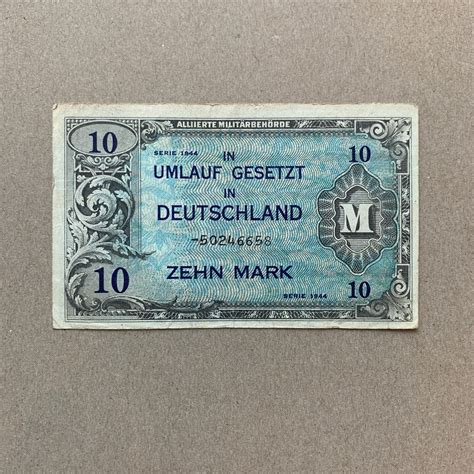 ALLIIERTE MILITÄRBEHÖRDE
10 SERIE 1944 IN 10
UMLAUF GESETZT
IN
DEUTSCHLAND
M
-50246658
10 ZEHN MARK
SERIE 1944 10